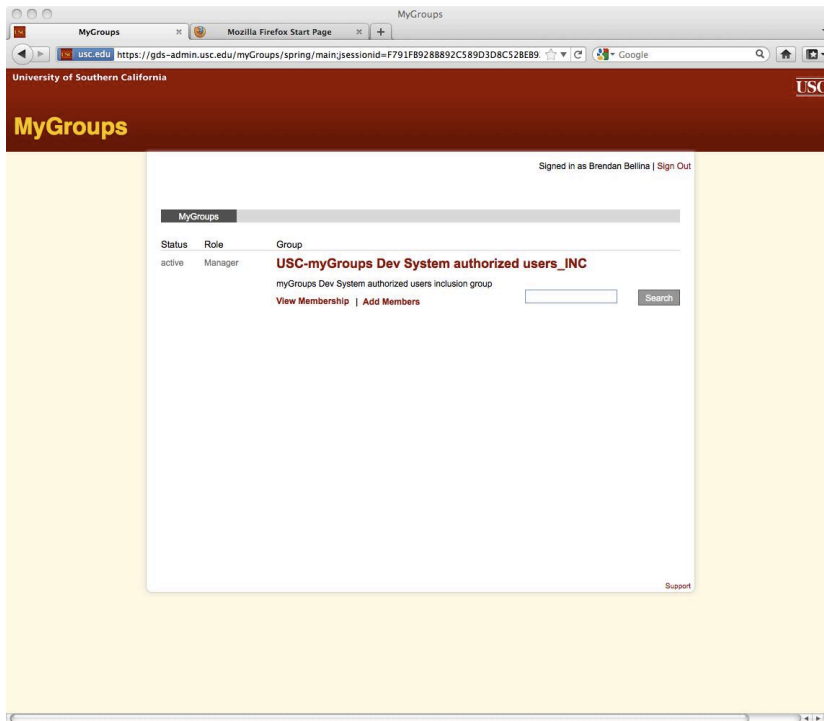 MyGroups
MyGroups
Mozilla Firefox Start Page
usc.edu https://gds-admin.usc.edu/myGroups/spring/main;jsessionid=F791FB928B892C589D3D8C52BEB9
Google
University of Southern California
USC
MyGroups
Signed in as Brendan Bellina | Sign Out
MyGroups
Status Role Group
active Manager USC-myGroups Dev System authorized users_INC
myGroups Dev System authorized users inclusion group
View Membership | Add Members Search
Support